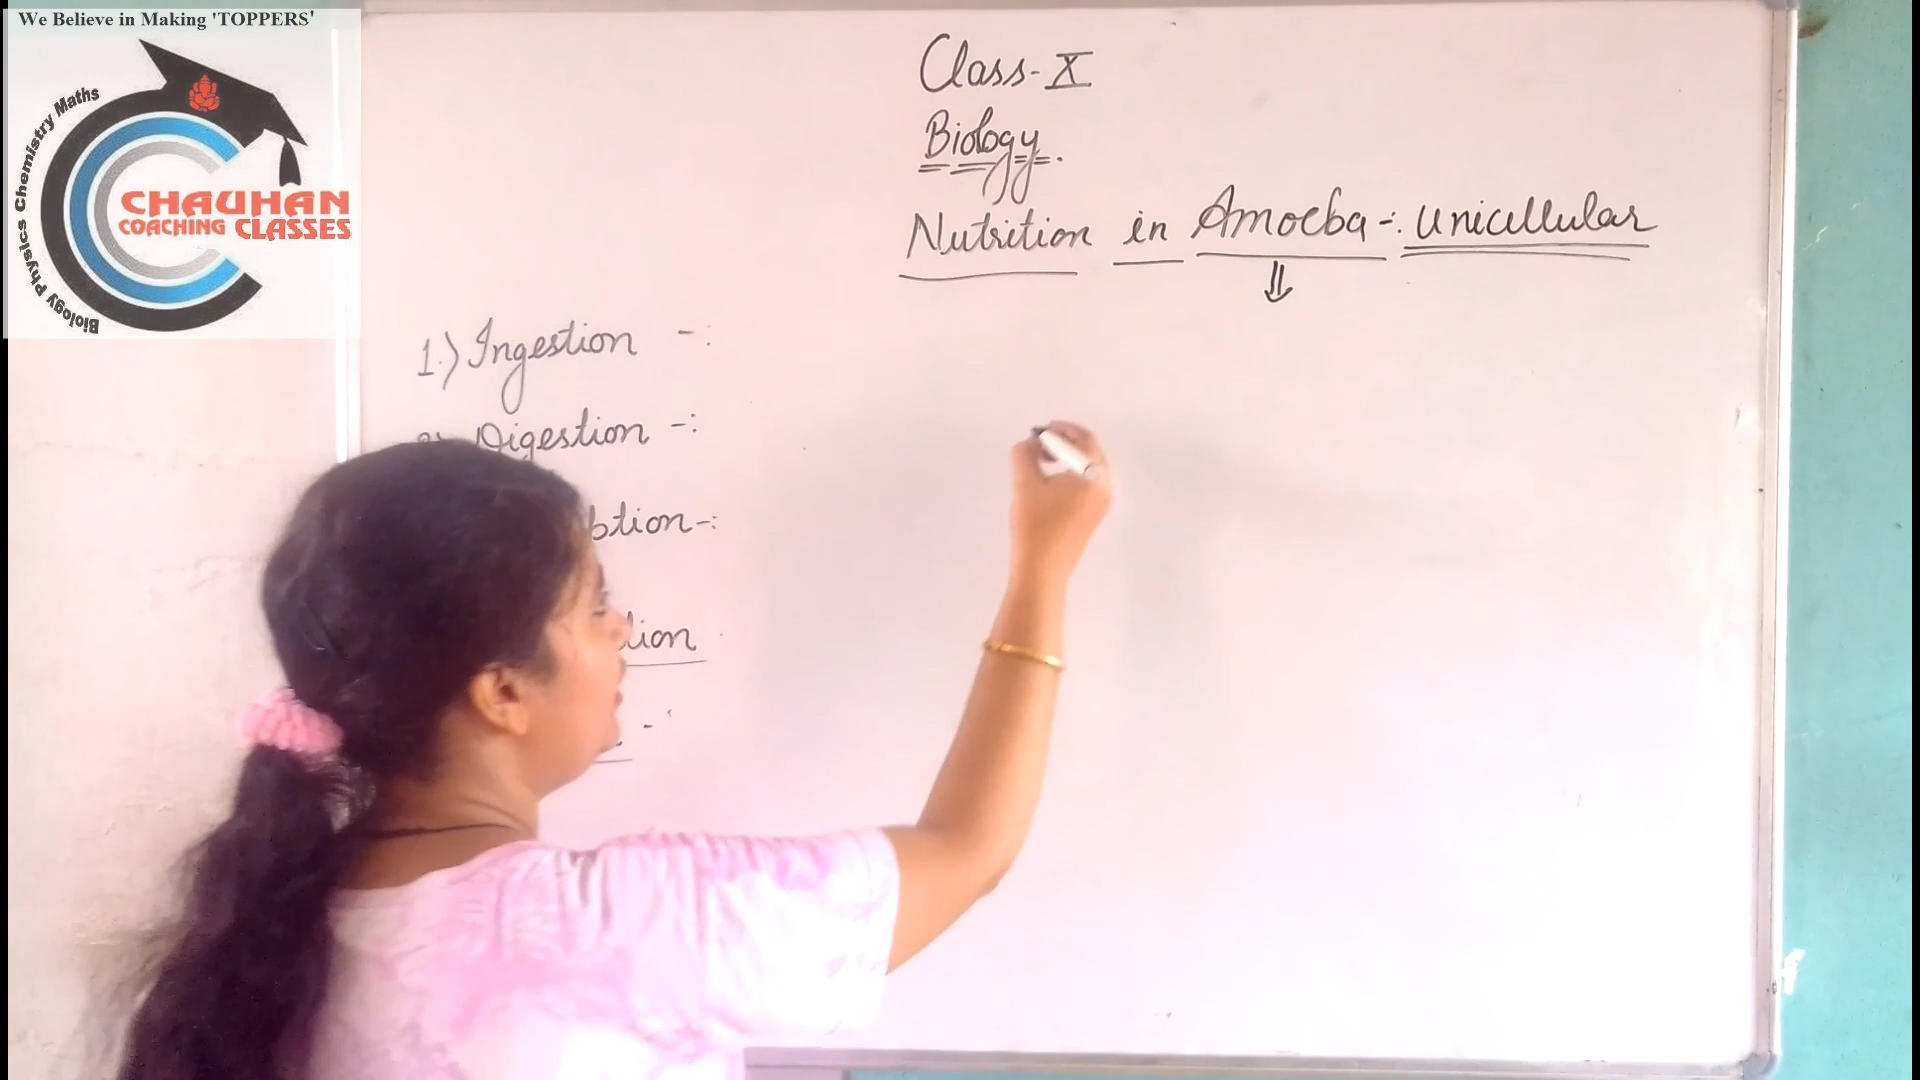 We Believe in Making 'TOPPERS'
Biology Physics Chemistry Maths
CHAUHAN
COACHING CLASSES
Class-X
Biology.
Nutrition in Amoeba-: Unicellular
1.) Ingestion -:
Digestion -: